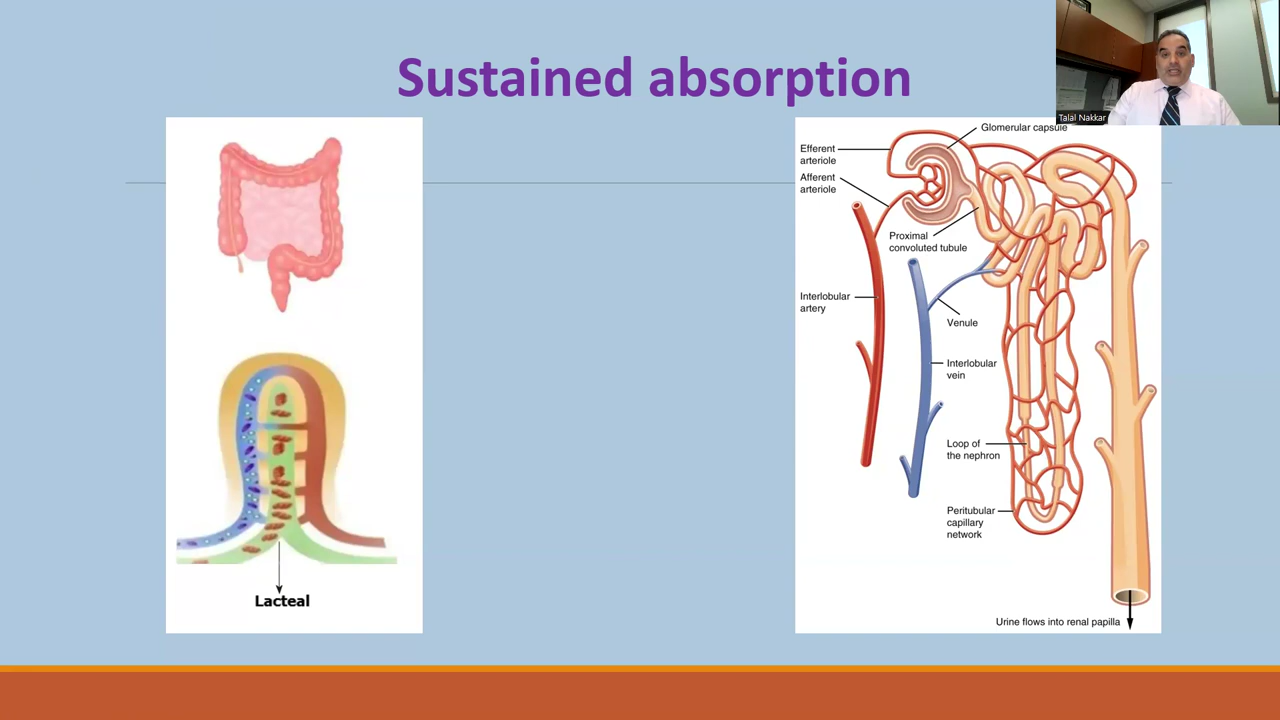 Sustained absorption
Talal Nakkar
Lacteal
Glomerular capsule
Efferent
arteriole
Afferent
arteriole
Proximal
convoluted tubule
Interlobular
artery
Venule
Interlobular
vein
Loop of
the nephron
Peritubular
capillary
network
Urine flows into renal papilla